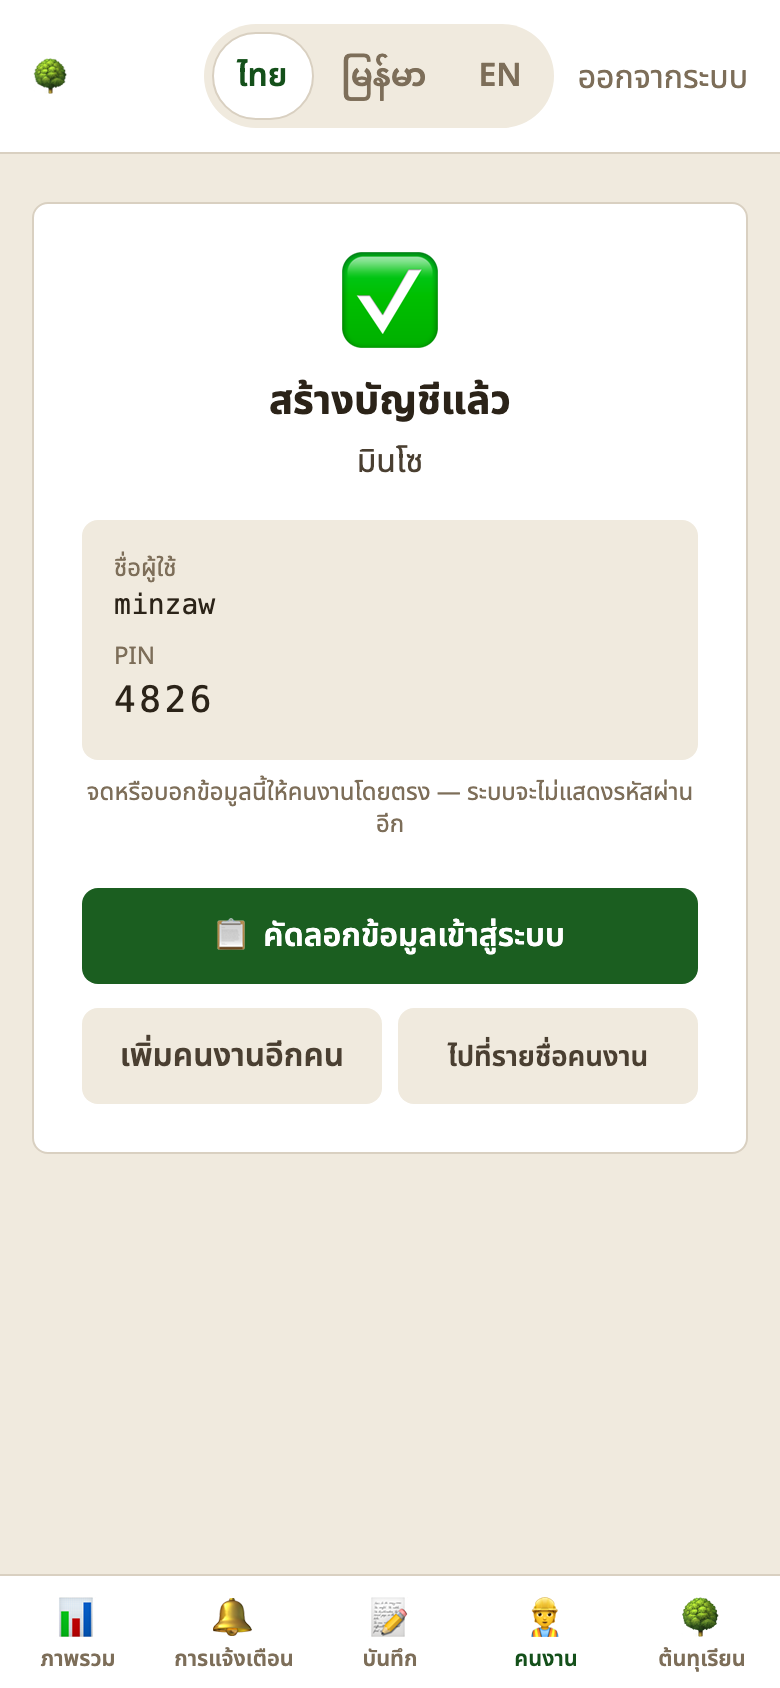 ไทย မြန်မာ EN ออกจากระบบ
สร้างบัญชีแล้ว
มินโซ
ชื่อผู้ใช้
minzaw
PIN
4826
จดหรือบอกข้อมูลนี้ให้คนงานโดยตรง — ระบบจะไม่แสดงรหัสผ่าน
อีก
คัดลอกข้อมูลเข้าสู่ระบบ
เพิ่มคนงานอีกคน ไปที่รายชื่อคนงาน
ภาพรวม การแจ้งเตือน บันทึก คนงาน ต้นทุเรียน